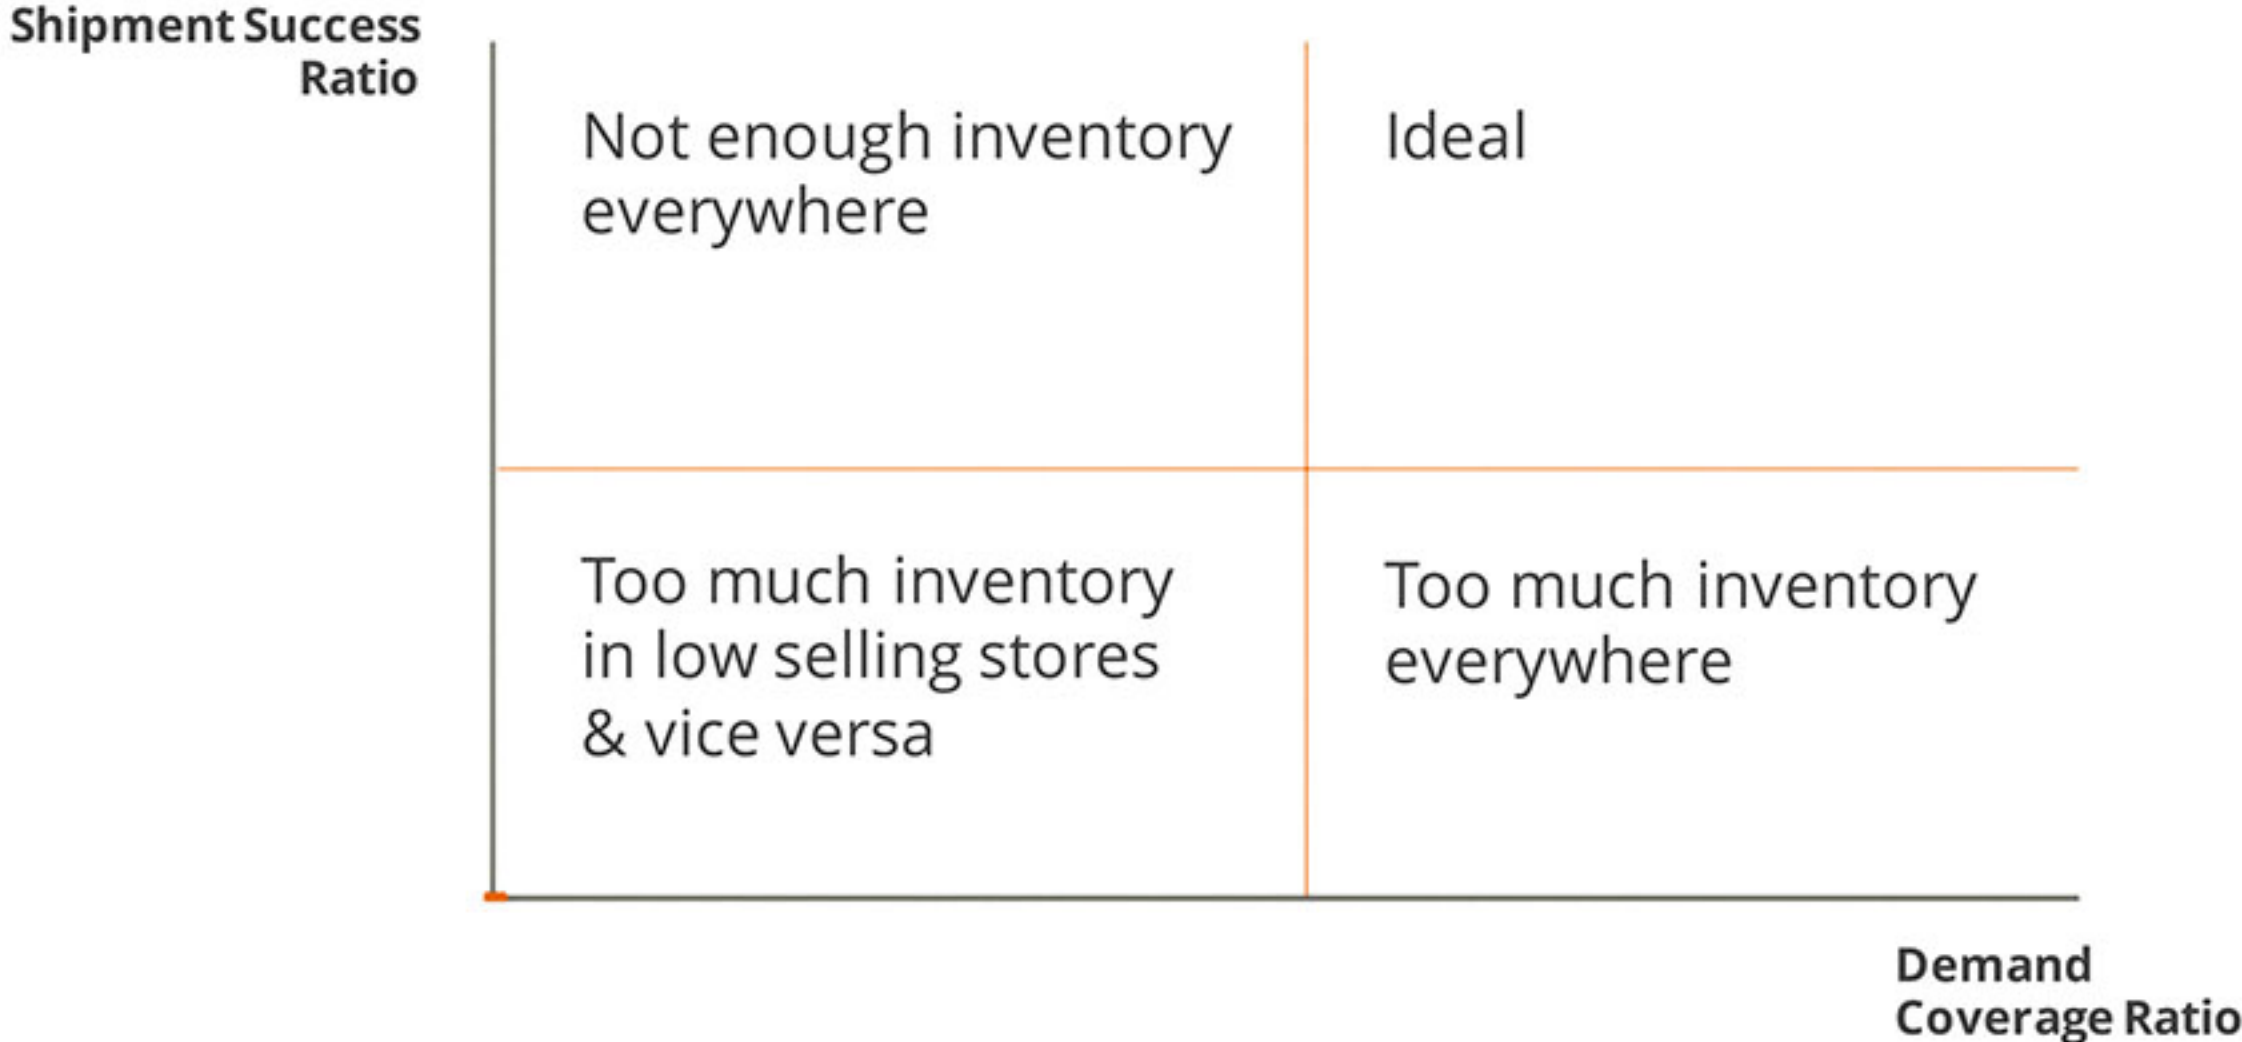 Shipment Success
Ratio
Not enough inventory
everywhere
Ideal
Too much inventory
in low selling stores
& vice versa
Too much inventory
everywhere
Demand
Coverage Ratio